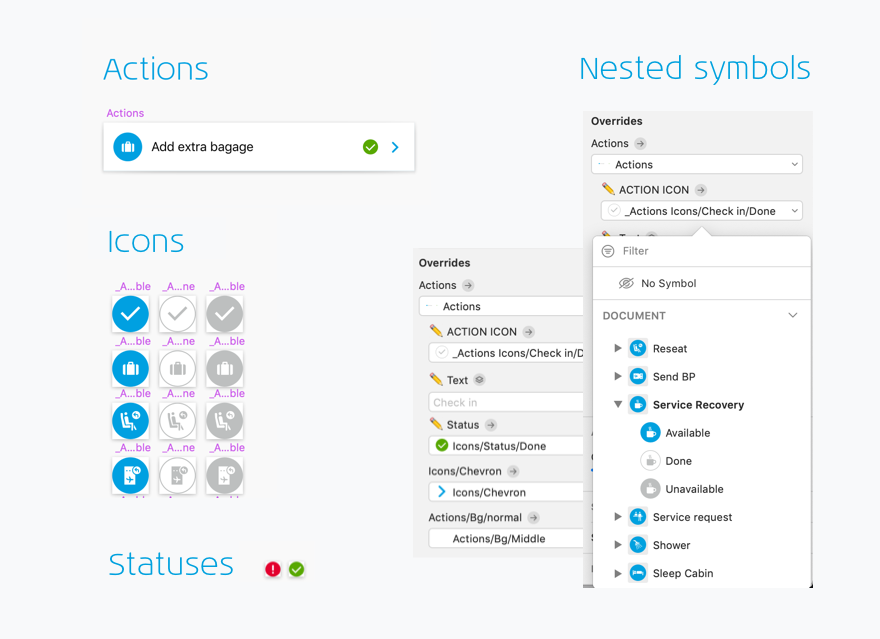 Actions
Actions
Add extra bagage
Icons
_A...ble
_A...ne
_A...ble
_A...ble
_A...ne
_A...ble
_A...ble
_A...ne
_A...ble
_A...ble
_A...ne
_A...ble
Statuses
Overrides
Actions
Actions
ACTION ICON
_Actions Icons/Check in/D
Text
Check in
Status
Icons/Status/Done
Icons/Chevron
Icons/Chevron
Actions/Bg/normal
Actions/Bg/Middle
Nested symbols
Overrides
Actions
Actions
ACTION ICON
_Actions Icons/Check in/Done
Filter
No Symbol
DOCUMENT
Reseat
Send BP
Service Recovery
Available
Done
Unavailable
Service request
Shower
Sleep Cabin